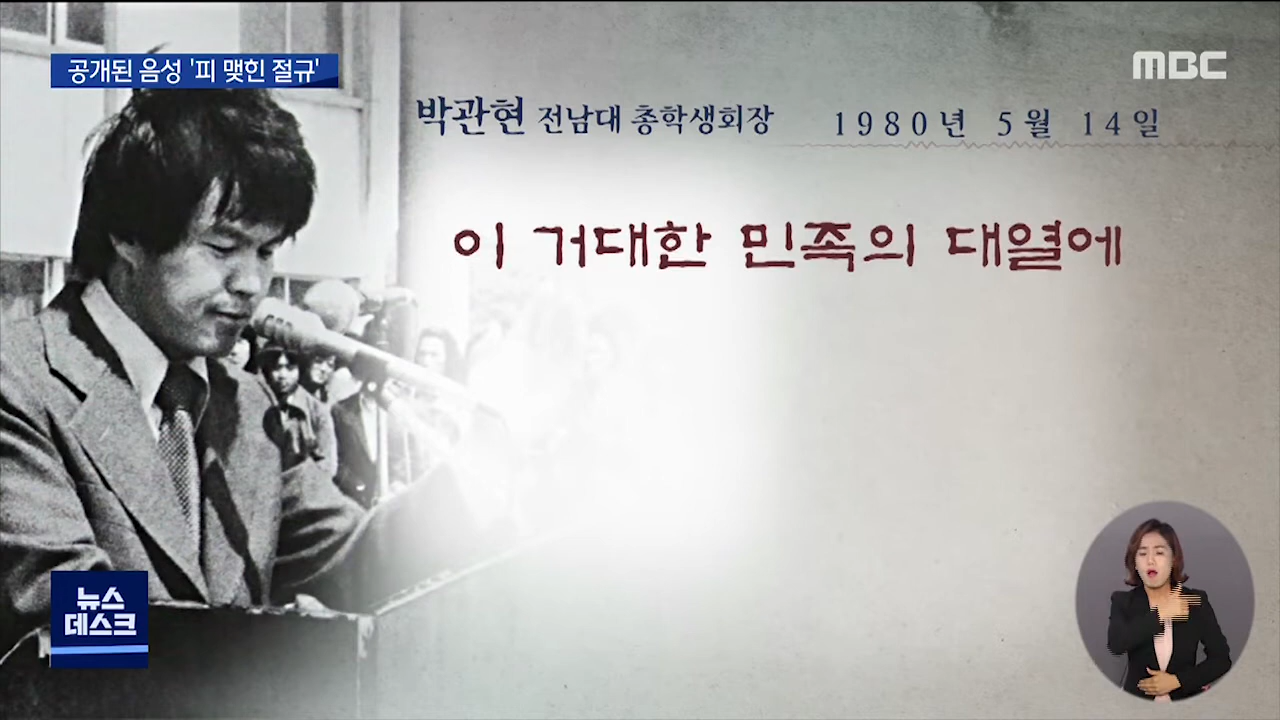 공개된 음성 '피 맺힌 절규'
MBC
박관현 전남대 총학생회장 1980년 5월 14일
이 거대한 민족의 대열에
뉴스
데스크